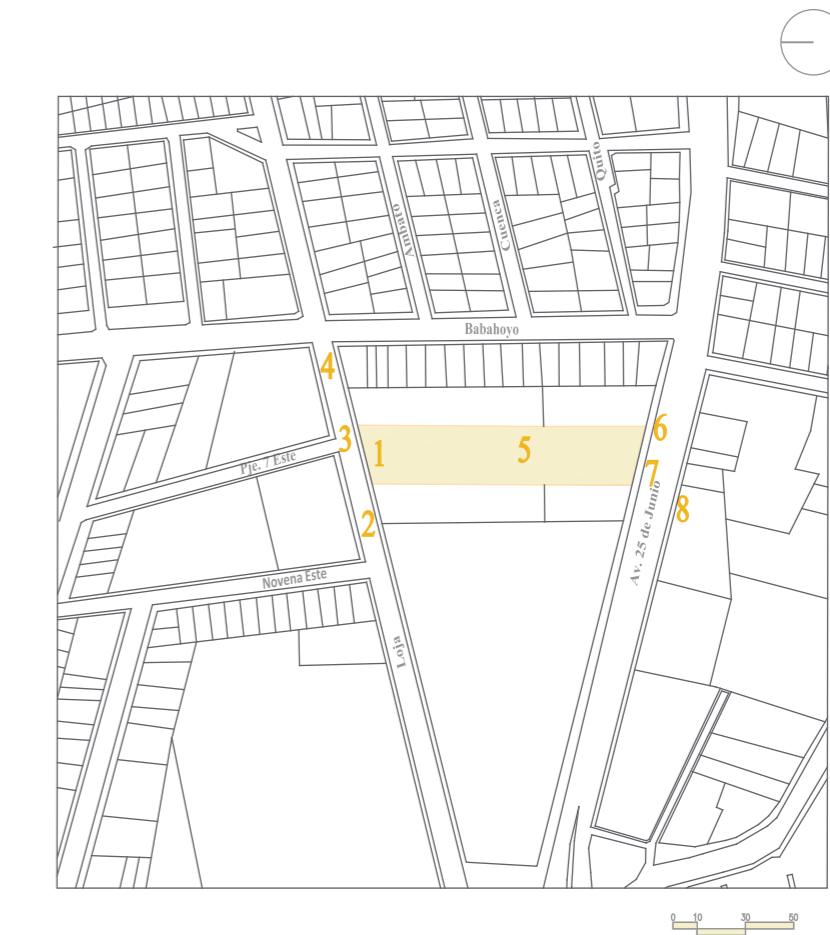 Quito
Ambato
Cuenca
Babahoyo
4
3
1
5
6
7
Pje. 7 Este
8
2
Av. 25 de Junio
Novena Este
Loja
0 10 30 50